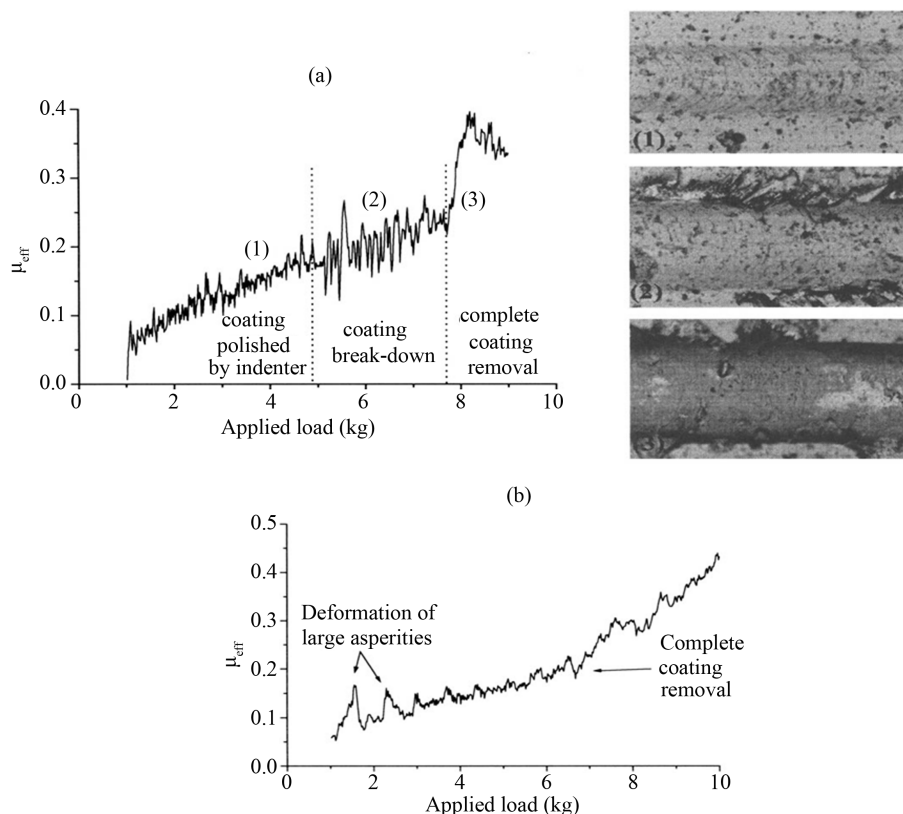 (a)
0.4
0.3
0.2
0.1
0.0
μeff
(1)
(2)
(3)
coating
polished
by indenter
coating
break-down
complete
coating
removal
0
2
4
6
8
10
Applied load (kg)
(1)
(2)
(3)
(b)
0.5
0.4
0.3
0.2
0.1
0.0
μeff
Deformation of
large asperities
Complete
coating
removal
0
2
4
6
8
10
Applied load (kg)